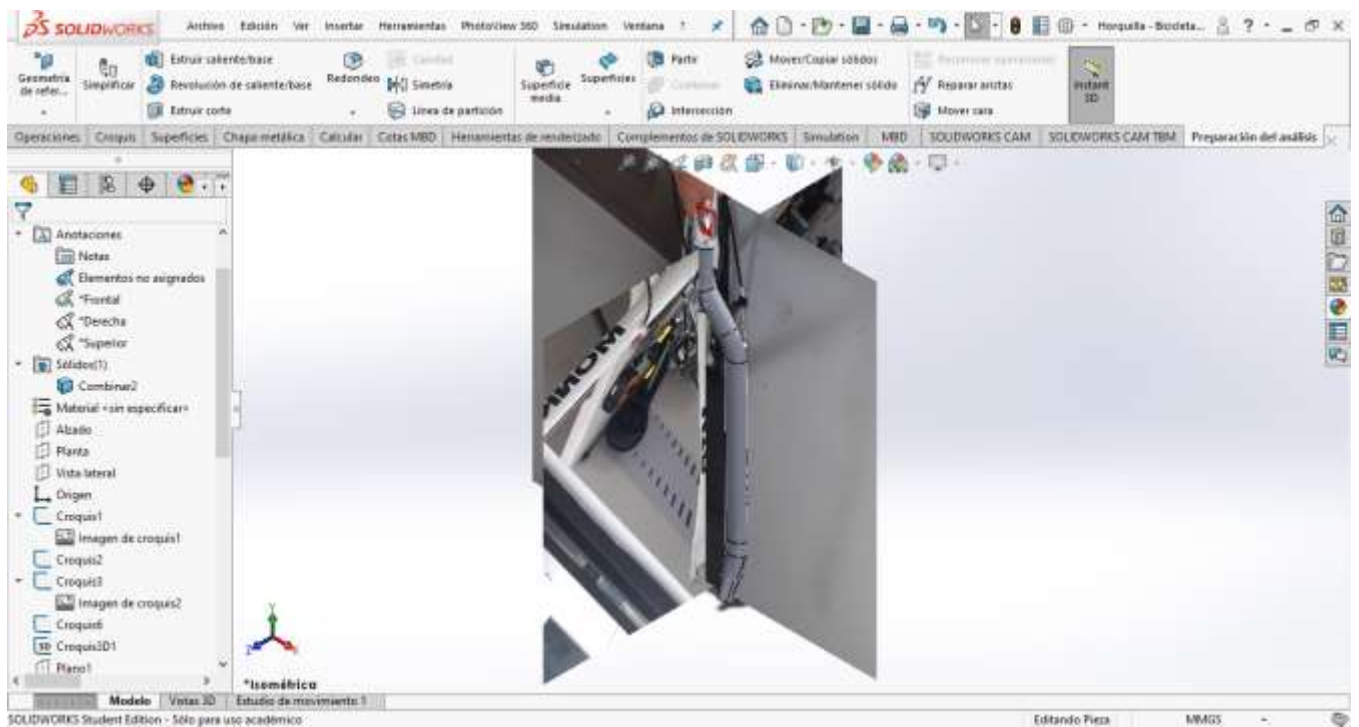 SOLIDWORKS Archivo Edición Ver Insertar Herramientas PhotoView 360 Simulation Ventana ? Horquilla - Bicicleta...
Geometría de refer...
Simplificar
Extruir saliente/base
Revolución de saliente/base
Extruir corte
Redondeo
Simetría
Línea de partición
Superficie media
Superficies
Partir
Combinar
Intersección
Mover/Copiar sólidos
Eliminar/Mantener sólido
Reparar aristas
Mover cara
Instant 3D
Operaciones Croquis Superficies Chapa metálica Calcular Cotas MBD Herramientas de renderizado Complementos de SOLIDWORKS Simulation MBD SOLIDWORKS CAM SOLIDWORKS CAM TBM Preparación del análisis
Anotaciones
Notas
Elementos no asignados
*Frontal
*Derecha
*Superior
Sólidos(1)
Combinar2
Material <sin especificar>
Alzado
Planta
Vista lateral
Origen
Croquis1
Imagen de croquis1
Croquis2
Croquis3
Imagen de croquis2
Croquis6
3D Croquis3D1
Plano1
Y
*Isométrica
Modelo Vistas 3D Estudio de movimiento 1
SOLIDWORKS Student Edition - Sólo para uso académico Editando Pieza MMGS